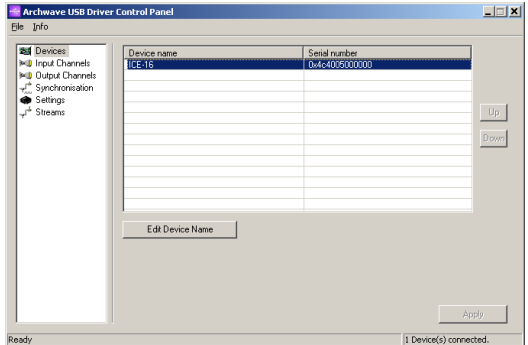 Archwave USB Driver Control Panel
File Info
Devices
Input Channels
Output Channels
Synchronisation
Settings
Streams
Device name Serial number
ICE-16 0x4c4005000000
Up
Down
Edit Device Name
Apply
Ready 1 Device(s) connected.